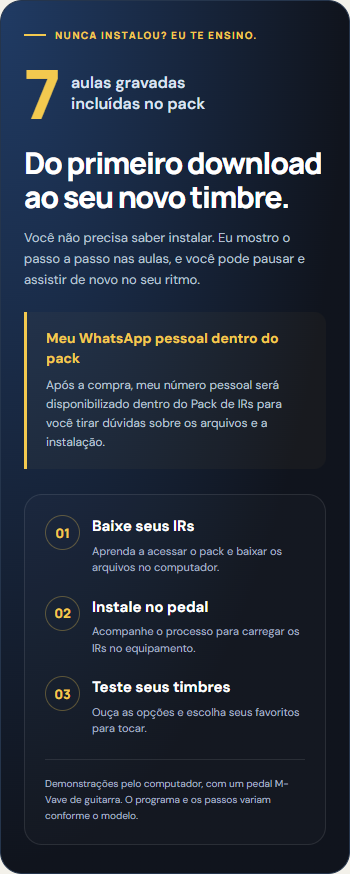 NUNCA INSTALOU? EU TE ENSINO.
7
aulas gravadas
incluídas no pack
Do primeiro download
ao seu novo timbre.
Você não precisa saber instalar. Eu mostro o
passo a passo nas aulas, e você pode pausar e
assistir de novo no seu ritmo.
Meu WhatsApp pessoal dentro do
pack
Após a compra, meu número pessoal será
disponibilizado dentro do Pack de IRs para
você tirar dúvidas sobre os arquivos e a
instalação.
01
Baixe seus IRs
Aprenda a acessar o pack e baixar os
arquivos no computador.
02
Instale no pedal
Acompanhe o processo para carregar os
IRs no equipamento.
03
Teste seus timbres
Ouça as opções e escolha seus favoritos
para tocar.
Demonstrações pelo computador, com um pedal M-
Vave de guitarra. O programa e os passos variam
conforme o modelo.